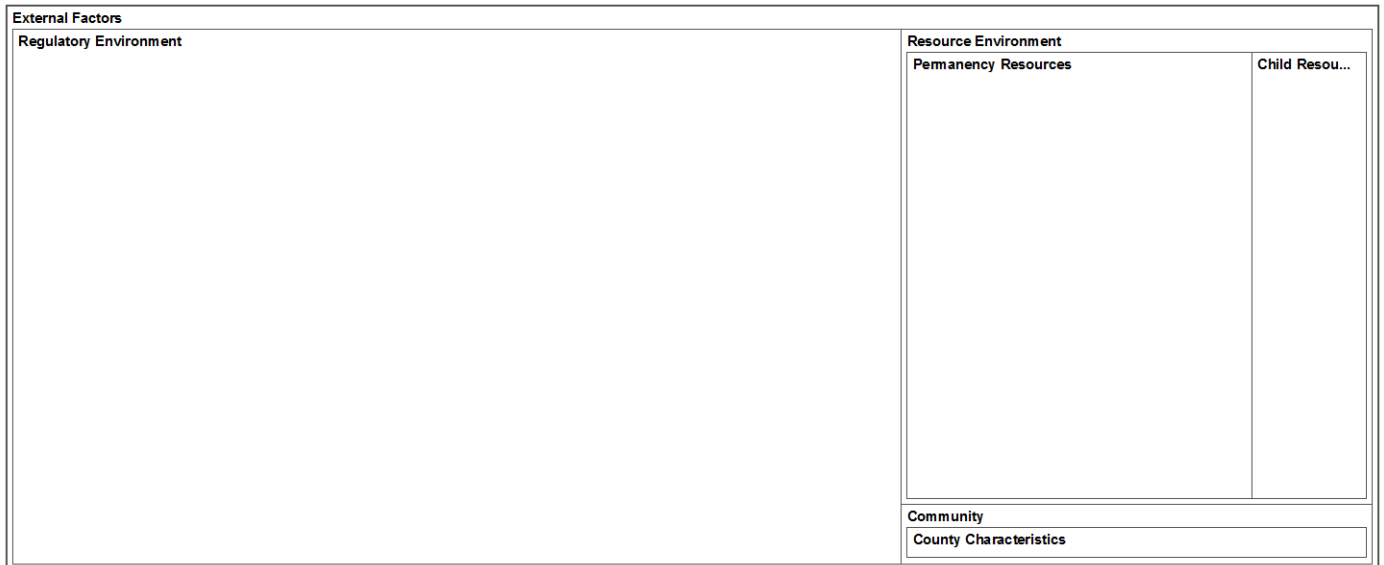 External Factors
Regulatory Environment
Resource Environment
Permanency Resources
Child Resou...
Community
County Characteristics